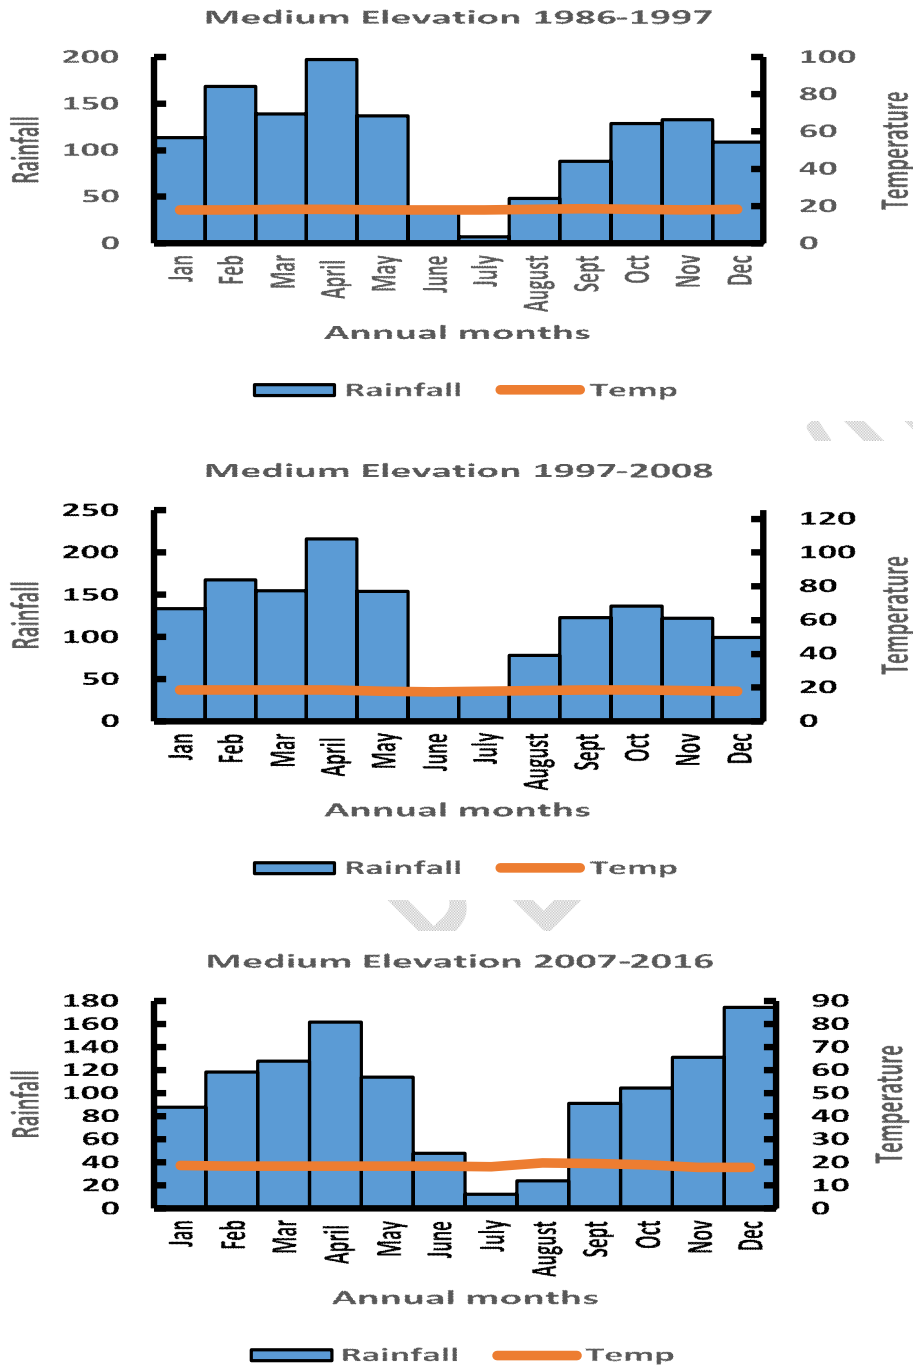 Medium Elevation 1986-1997
200 100
150 80
100 60
50 40
0 20
0
Rainfall
Temperature
Jan Feb Mar April May June July August Sept Oct Nov Dec
Annual months
Rainfall Temp
Medium Elevation 1997-2008
250 120
200 100
150 80
100 60
50 40
0 20
0
Rainfall
Temperature
Jan Feb Mar April May June July August Sept Oct Nov Dec
Annual months
Rainfall Temp
Medium Elevation 2007-2016
180 90
160 80
140 70
120 60
100 50
80 40
60 30
40 20
20 10
0 0
Rainfall
Temperature
Jan Feb Mar April May June July August Sept Oct Nov Dec
Annual months
Rainfall Temp